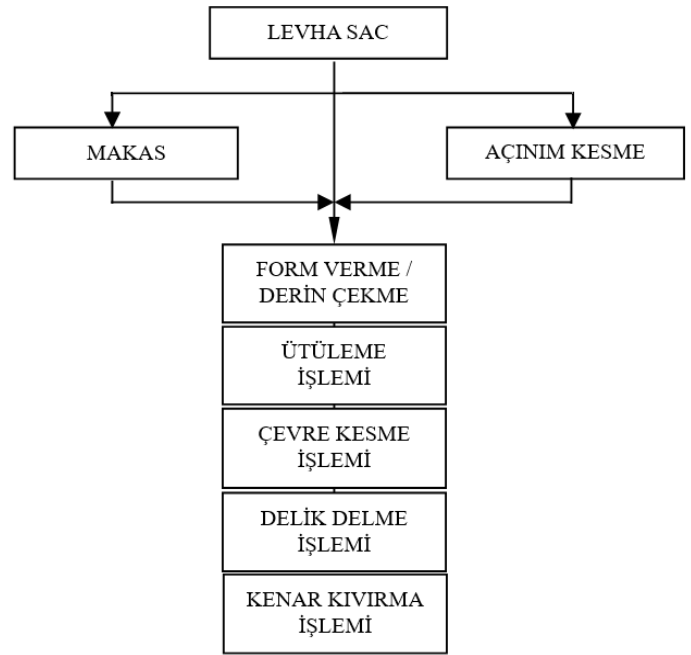 LEVHA SAC
MAKAS
AÇINIM KESME
FORM VERME /
DERİN ÇEKME
ÜTÜLEME
İŞLEMİ
ÇEVRE KESME
İŞLEMİ
DELİK DELME
İŞLEMİ
KENAR KIVIRMA
İŞLEMİ